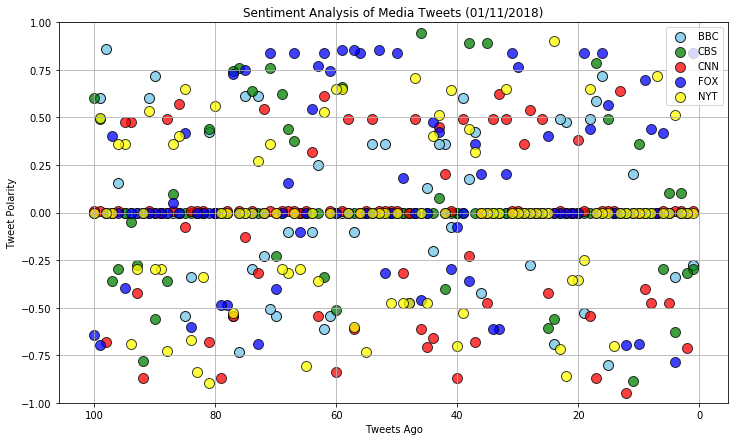 Sentiment Analysis of Media Tweets (01/11/2018)
1.00
0.75
0.50
0.25
0.00
−0.25
−0.50
−0.75
−1.00
Tweet Polarity
BBC
CBS
CNN
FOX
NYT
100 80 60 40 20 0
Tweets Ago